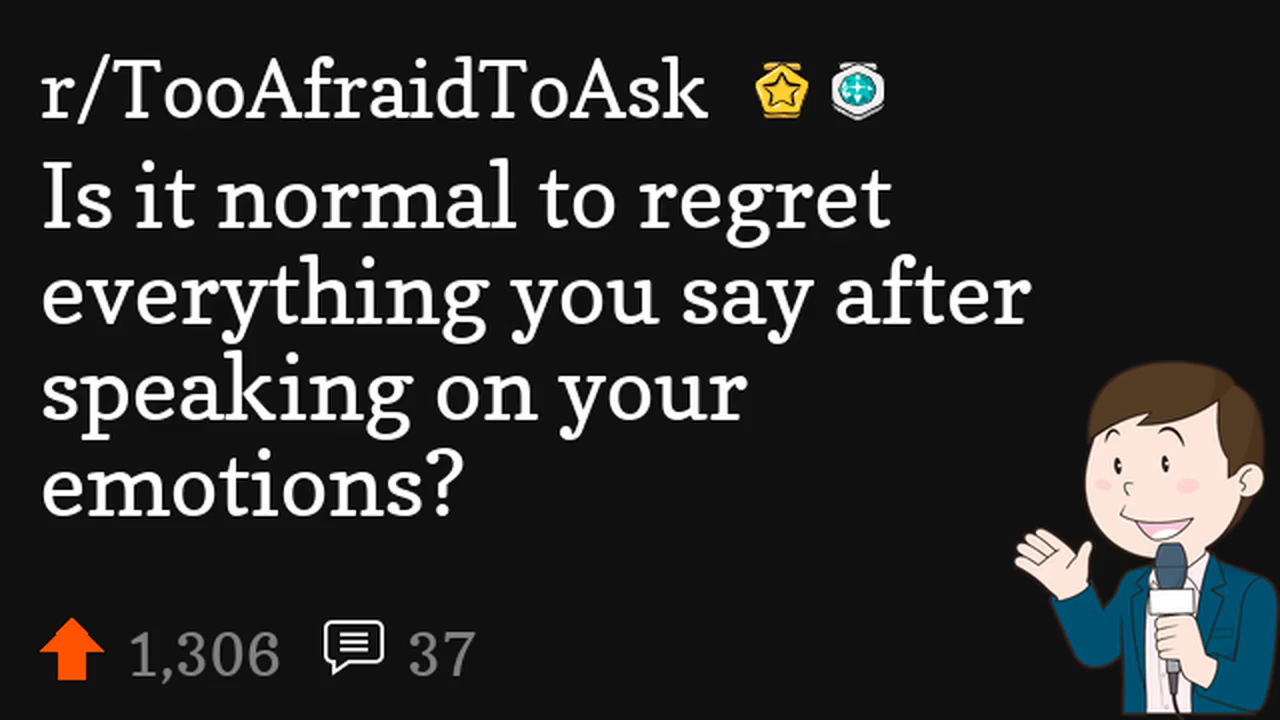 r/TooAfraidToAsk
Is it normal to regret
everything you say after
speaking on your
emotions?
1,306 37